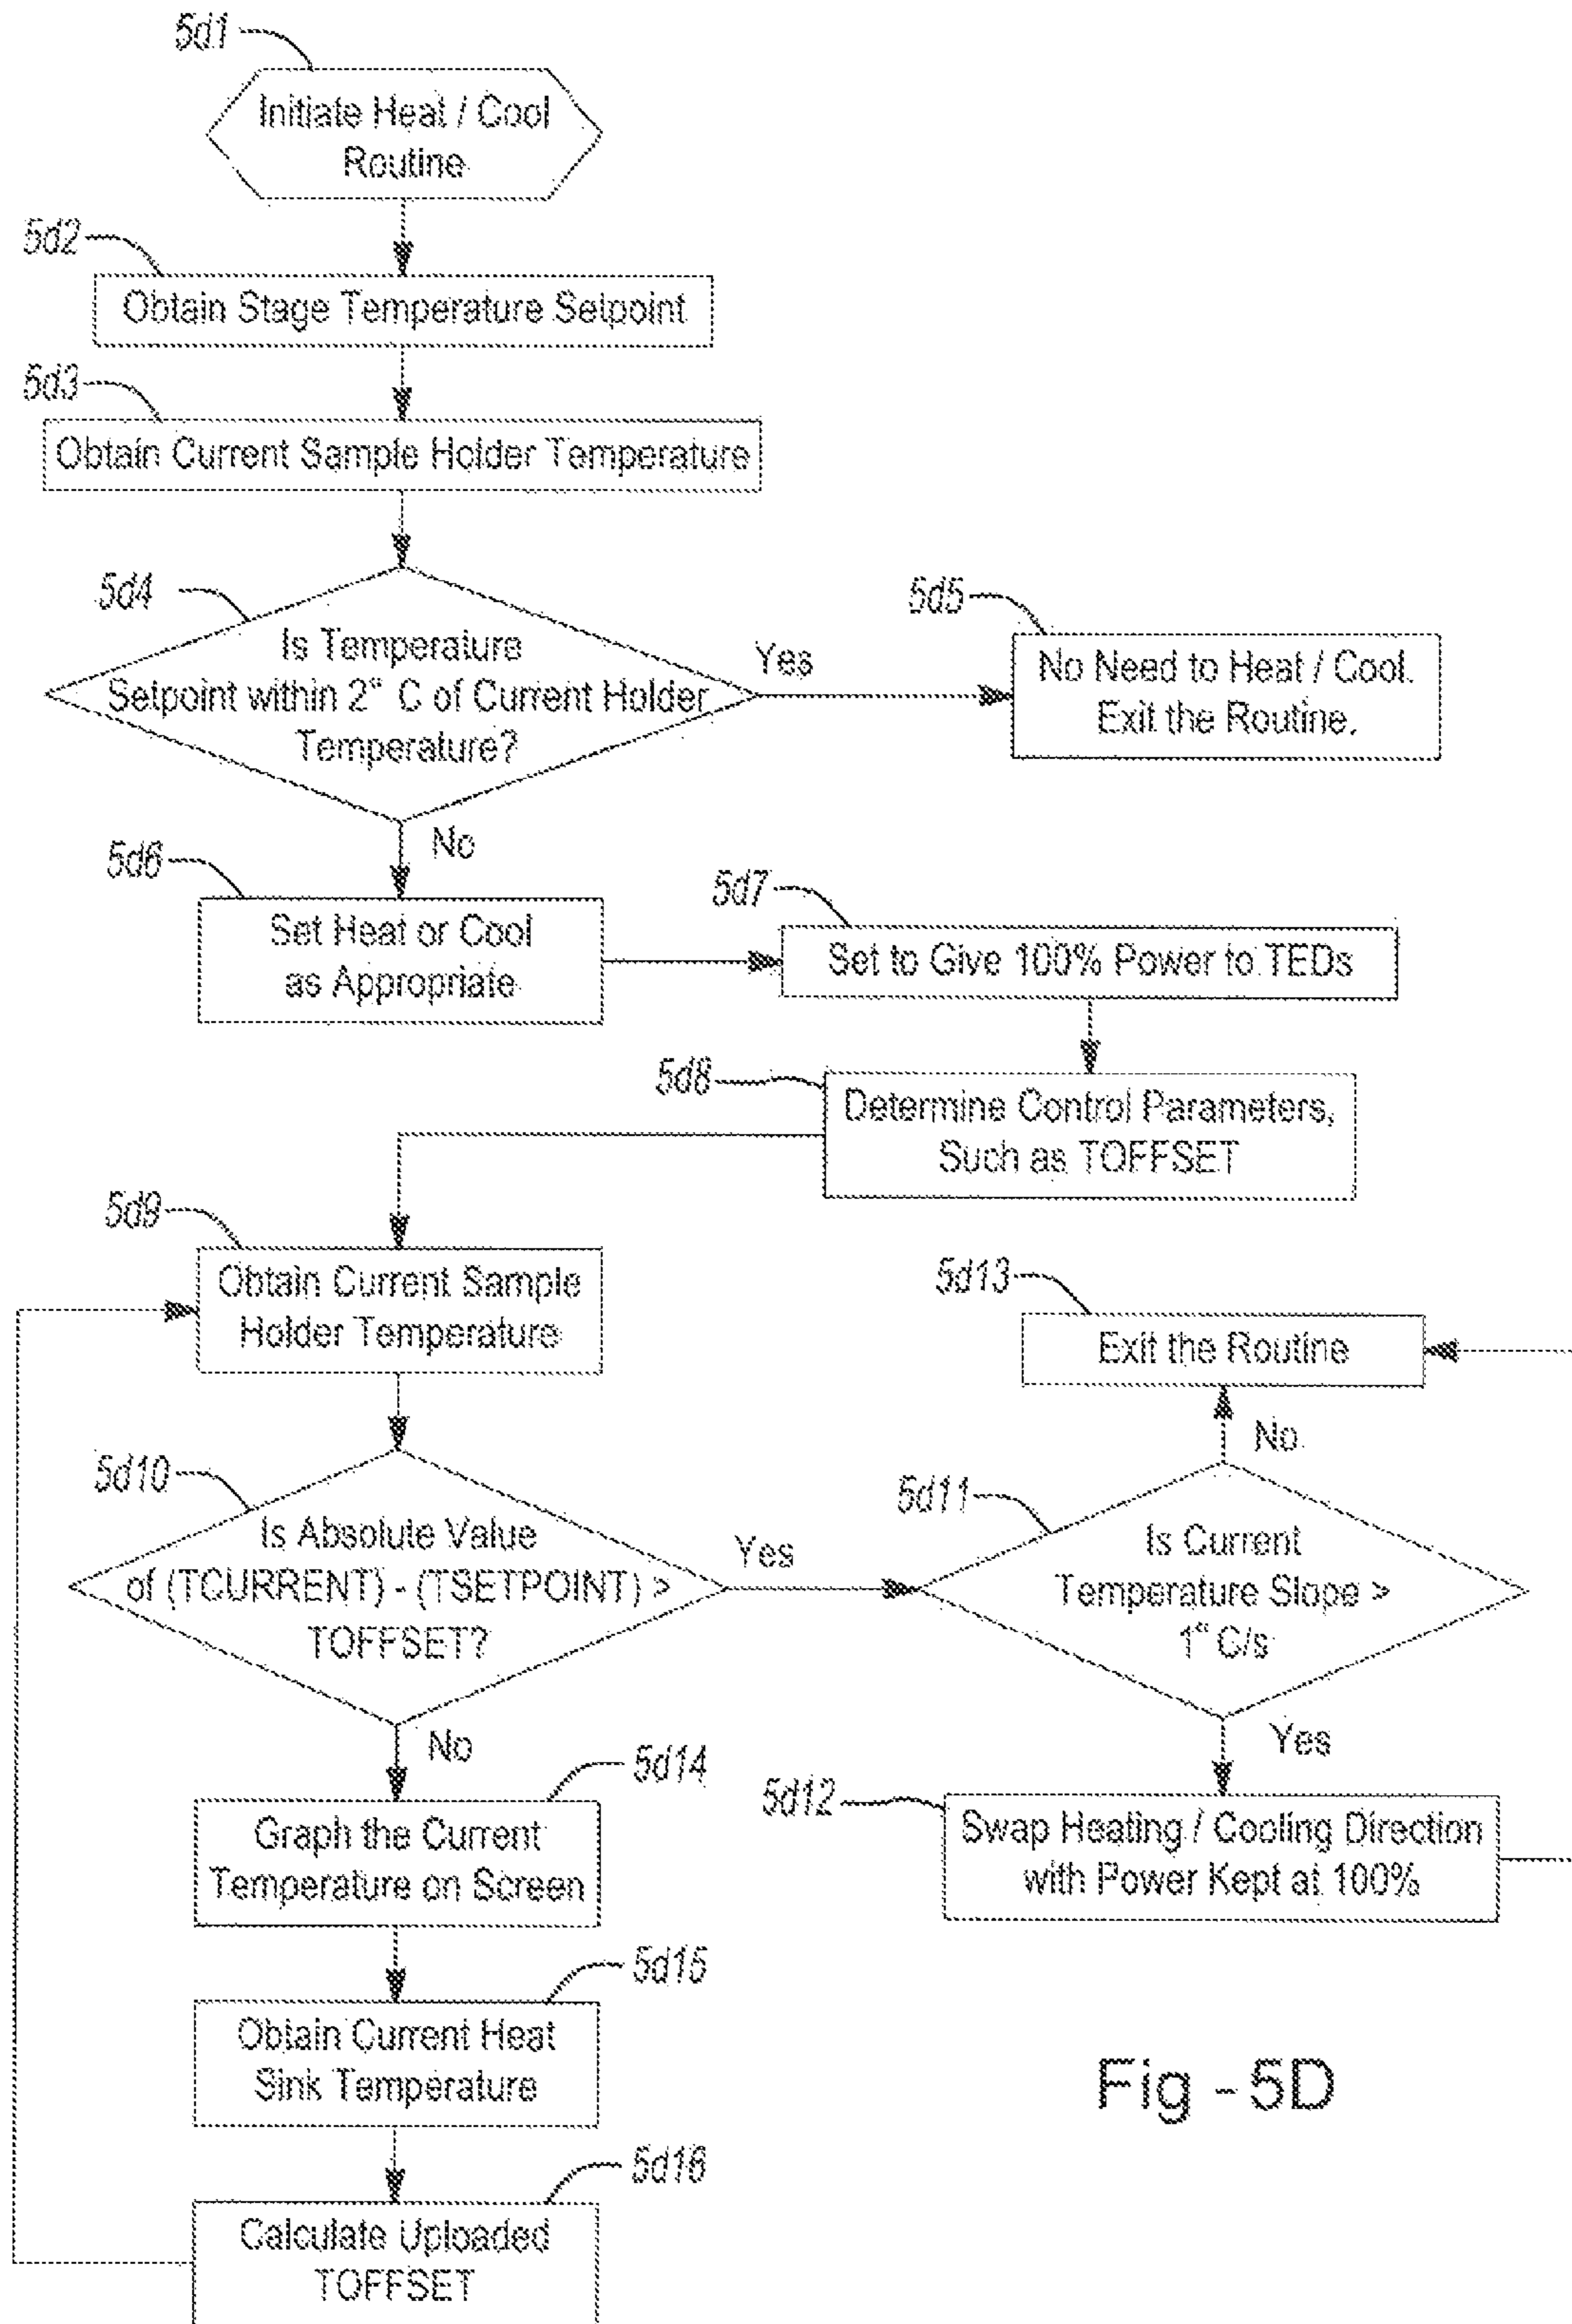 5d1
Initiate Heat / Cool
Routine
5d2
Obtain Stage Temperature Setpoint
5d3
Obtain Current Sample Holder Temperature
5d4
Is Temperature
Setpoint within 2° C of Current Holder
Temperature?
Yes
5d5
No Need to Heat / Cool.
Exit the Routine.
No
5d6
Set Heat or Cool
as Appropriate
5d7
Set to Give 100% Power to TEDs
5d8
Determine Control Parameters,
Such as TOFFSET
5d9
Obtain Current Sample
Holder Temperature
5d10
Is Absolute Value
of (TCURRENT) - (TSETPOINT) >
TOFFSET?
Yes
5d11
Is Current
Temperature Slope >
1° C/s
No
5d13
Exit the Routine
Yes
5d12
Swap Heating / Cooling Direction
with Power Kept at 100%
No
5d14
Graph the Current
Temperature on Screen
5d15
Obtain Current Heat
Sink Temperature
5d16
Calculate Uploaded
TOFFSET
Fig - 5D